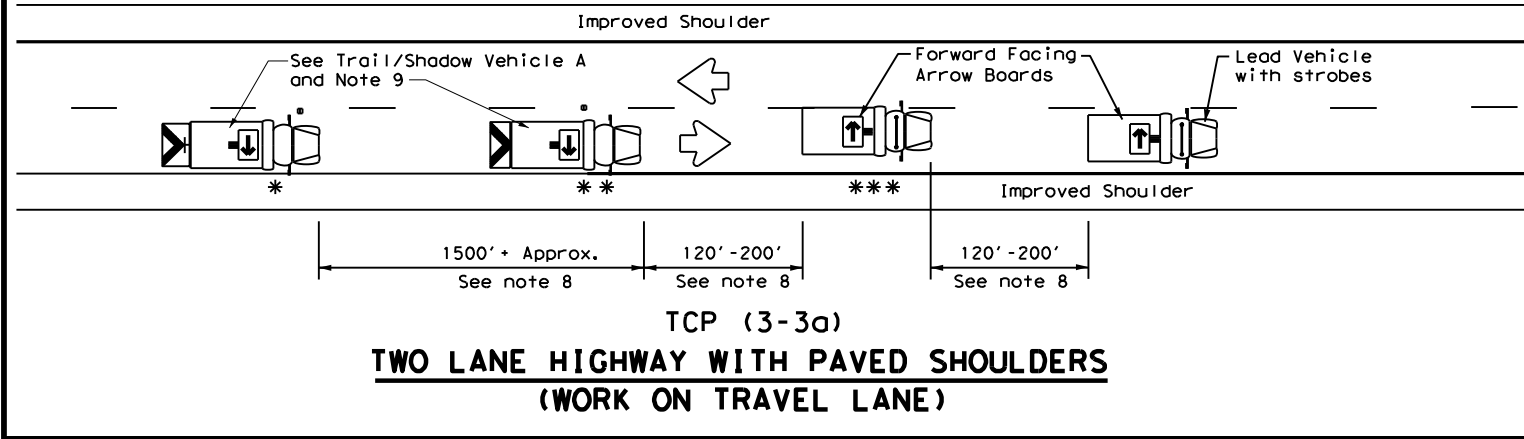 Improved Shoulder
See Trail/Shadow Vehicle A
and Note 9
Forward Facing
Arrow Boards
Lead Vehicle
with strobes
*
**
***
Improved Shoulder
1500'+ Approx.
See note 8
120'-200'
See note 8
120'-200'
See note 8
TCP (3-3a)
TWO LANE HIGHWAY WITH PAVED SHOULDERS
(WORK ON TRAVEL LANE)